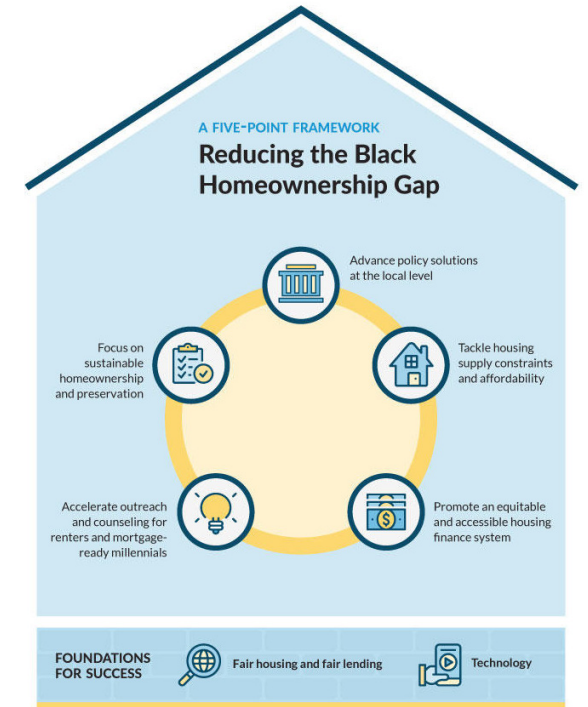 A FIVE-POINT FRAMEWORK
Reducing the Black
Homeownership Gap
Advance policy solutions
at the local level
Tackle housing
supply constraints
and affordability
Promote an equitable
and accessible housing
finance system
Accelerate outreach
and counseling for
renters and mortgage-
ready millennials
Focus on
sustainable
homeownership
and preservation
FOUNDATIONS
FOR SUCCESS
Fair housing and fair lending
Technology